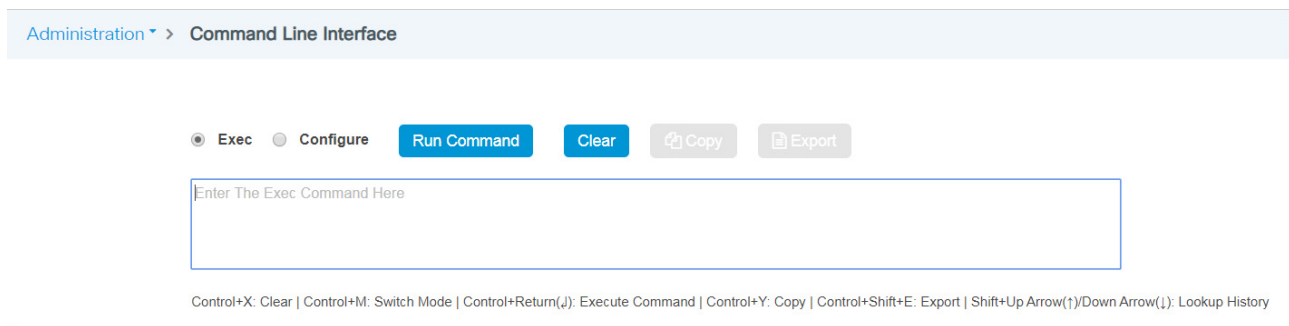 Administration > Command Line Interface
Exec Configure Run Command Clear Copy Export
Enter The Exec Command Here
Control+X: Clear | Control+M: Switch Mode | Control+Return(↲): Execute Command | Control+Y: Copy | Control+Shift+E: Export | Shift+Up Arrow(↑)/Down Arrow(↓): Lookup History